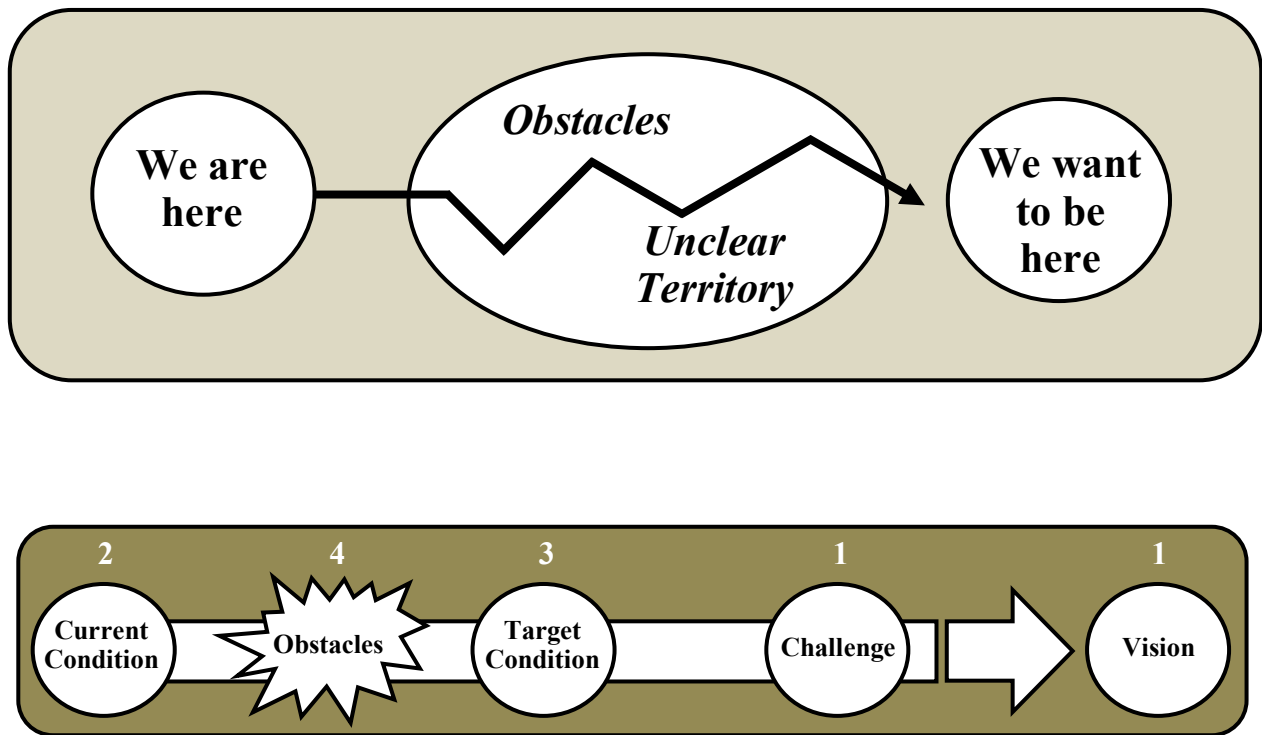 Obstacles
We are
here
We want
to be
here
Unclear
Territory
2 4 3 1 1
Current
Condition
Obstacles
Target
Condition
Challenge
Vision